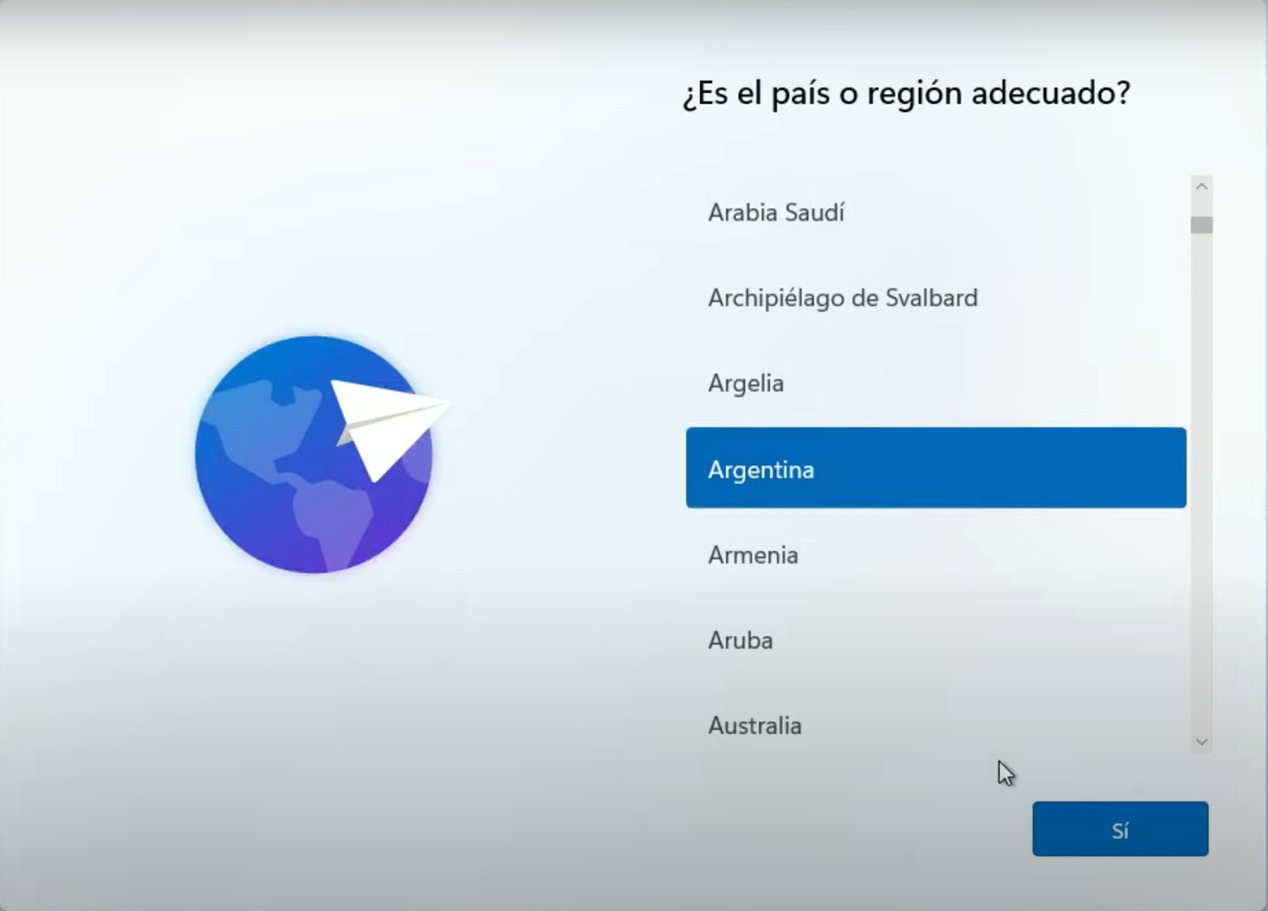 ¿Es el país o región adecuado?
Arabia Saudí
Archipiélago de Svalbard
Argelia
Argentina
Armenia
Aruba
Australia
Sí